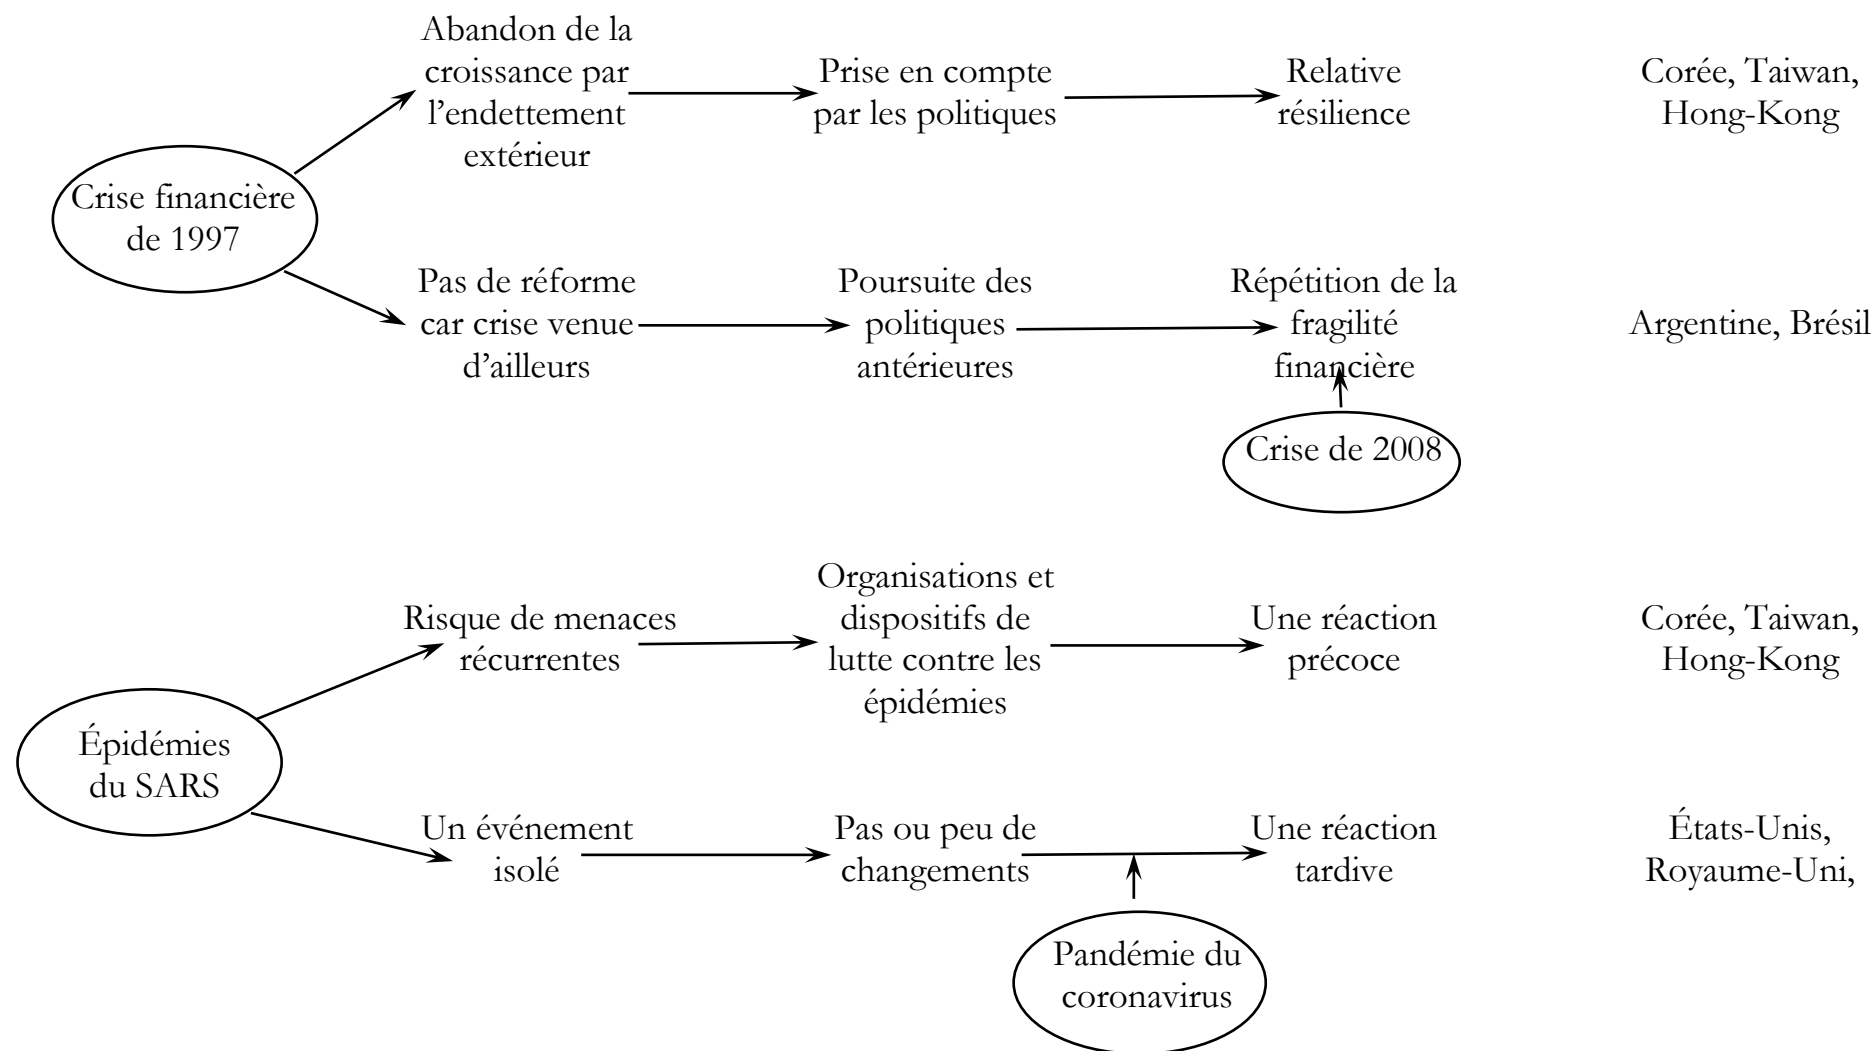 Abandon de la
croissance par
l'endettement
extérieur
Prise en compte
par les politiques
Relative
résilience
Corée, Taiwan,
Hong-Kong
Crise financière
de 1997
Pas de réforme
car crise venue
d'ailleurs
Poursuite des
politiques
antérieures
Répétition de la
fragilité
financière
Argentine, Brésil
Crise de 2008
Risque de menaces
récurrentes
Organisations et
dispositifs de
lutte contre les
épidémies
Une réaction
précoce
Corée, Taiwan,
Hong-Kong
Épidémies
du SARS
Un événement
isolé
Pas ou peu de
changements
Une réaction
tardive
États-Unis,
Royaume-Uni,
Pandémie du
coronavirus